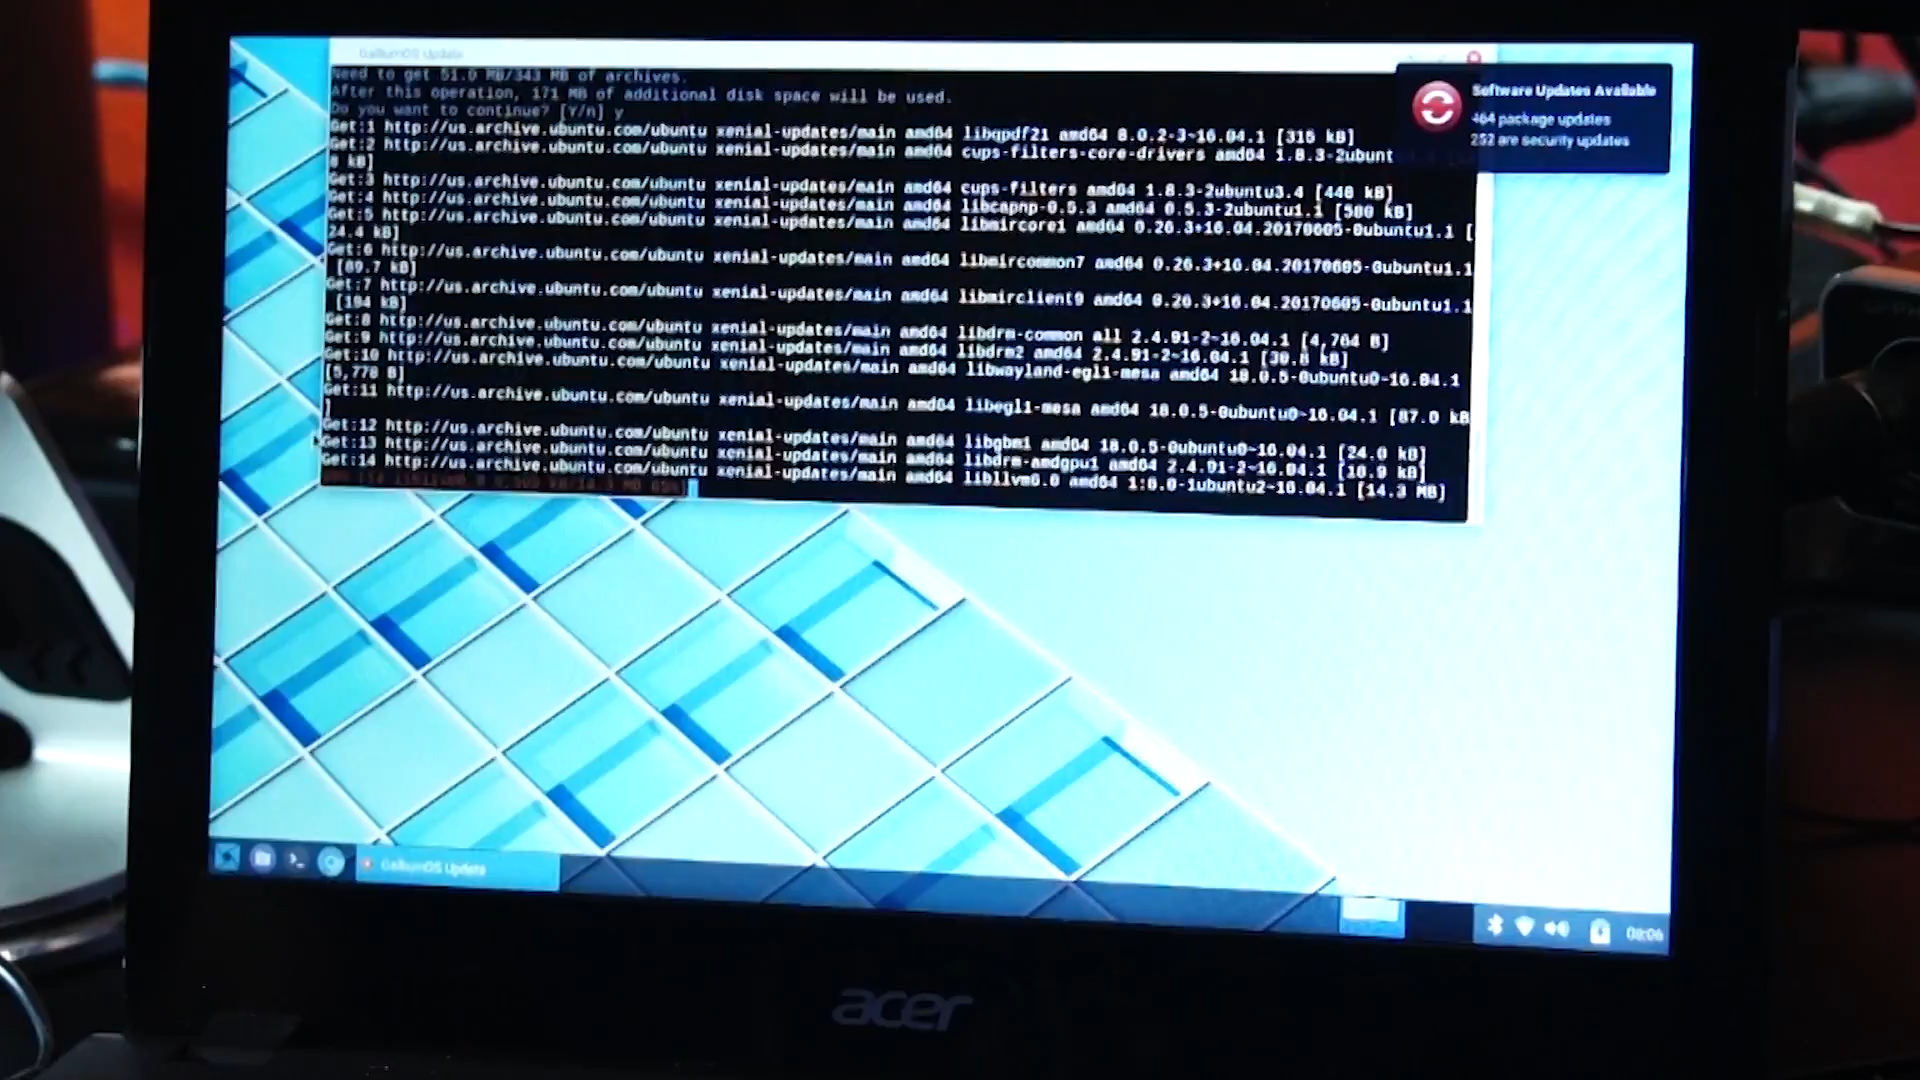 GalliumOS Update
Need to get 51.0 MB/343 MB of archives.
After this operation, 171 MB of additional disk space will be used.
Do you want to continue? [Y/n] y
Get:1 http://us.archive.ubuntu.com/ubuntu xenial-updates/main amd64 libqpdf21 amd64 8.0.2-3~16.04.1 [316 kB]
Get:2 http://us.archive.ubuntu.com/ubuntu xenial-updates/main amd64 cups-filters-core-drivers amd64 1.8.3-2ubunt
8 kB]
Get:3 http://us.archive.ubuntu.com/ubuntu xenial-updates/main amd64 cups-filters amd64 1.8.3-2ubuntu3.4 [440 kB]
Get:4 http://us.archive.ubuntu.com/ubuntu xenial-updates/main amd64 libcapnp-0.5.3 amd64 0.5.3-2ubuntu1.1 [580 kB]
Get:5 http://us.archive.ubuntu.com/ubuntu xenial-updates/main amd64 libmircore1 amd64 0.26.3+16.04.20170605-0ubuntu1.1 [
24.4 kB]
Get:6 http://us.archive.ubuntu.com/ubuntu xenial-updates/main amd64 libmircommon7 amd64 0.26.3+16.04.20170605-0ubuntu1.1
[89.7 kB]
Get:7 http://us.archive.ubuntu.com/ubuntu xenial-updates/main amd64 libmirclient9 amd64 0.26.3+16.04.20170605-0ubuntu1.1
[194 kB]
Get:8 http://us.archive.ubuntu.com/ubuntu xenial-updates/main amd64 libdrm-common all 2.4.91-2~16.04.1 [4,764 B]
Get:9 http://us.archive.ubuntu.com/ubuntu xenial-updates/main amd64 libdrm2 amd64 2.4.91-2~16.04.1 [30.8 kB]
Get:10 http://us.archive.ubuntu.com/ubuntu xenial-updates/main amd64 libwayland-egl1-mesa amd64 18.0.5-0ubuntu0~16.04.1
[5,778 B]
Get:11 http://us.archive.ubuntu.com/ubuntu xenial-updates/main amd64 libegl1-mesa amd64 18.0.5-0ubuntu0~16.04.1 [87.0 kB
]
Get:12 http://us.archive.ubuntu.com/ubuntu xenial-updates/main amd64 libgbm1 amd64 18.0.5-0ubuntu0~16.04.1 [24.0 kB]
Get:13 http://us.archive.ubuntu.com/ubuntu xenial-updates/main amd64 libdrm-amdgpu1 amd64 2.4.91-2~16.04.1 [18.9 kB]
Get:14 http://us.archive.ubuntu.com/ubuntu xenial-updates/main amd64 libllvm6.0 amd64 1:6.0-1ubuntu2~16.04.1 [14.3 MB]
Software Updates Available
464 package updates
252 are security updates
GalliumOS Update
08:06
acer